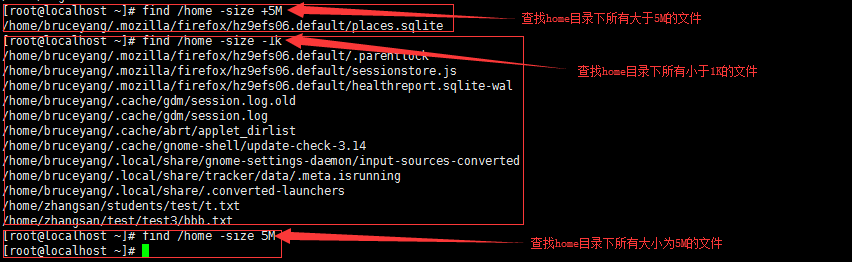 [root@localhost ~]# find /home -size +5M
查找home目录下所有大于5M的文件
/home/bruceyang/.mozilla/firefox/hz9efs06.default/places.sqlite
[root@localhost ~]# find /home -size -1k
/home/bruceyang/.mozilla/firefox/hz9efs06.default/.parentlock
/home/bruceyang/.mozilla/firefox/hz9efs06.default/sessionstore.js
查找home目录下所有小于1K的文件
/home/bruceyang/.mozilla/firefox/hz9efs06.default/healthreport.sqlite-wal
/home/bruceyang/.cache/gdm/session.log.old
/home/bruceyang/.cache/gdm/session.log
/home/bruceyang/.cache/abrt/applet_dirlist
/home/bruceyang/.cache/gnome-shell/update-check-3.14
/home/bruceyang/.local/share/gnome-settings-daemon/input-sources-converted
/home/bruceyang/.local/share/tracker/data/.meta.isrunning
/home/bruceyang/.local/share/.converted-launchers
/home/zhangsan/students/test/t.txt
/home/zhangsan/test/test3/bbb.txt
[root@localhost ~]# find /home -size 5M
查找home目录下所有大小为5M的文件
[root@localhost ~]#